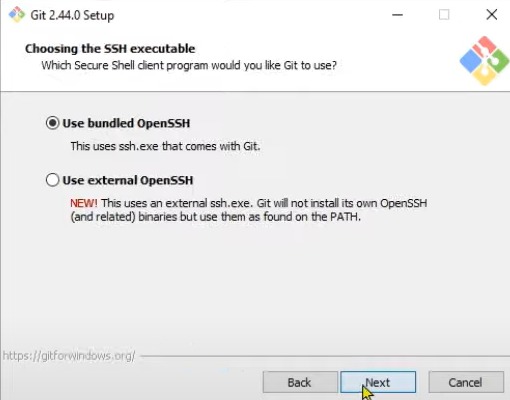 Git 2.44.0 Setup
Choosing the SSH executable
Which Secure Shell client program would you like Git to use?
Use bundled OpenSSH
This uses ssh.exe that comes with Git.
Use external OpenSSH
NEW! This uses an external ssh.exe. Git will not install its own OpenSSH
(and related) binaries but use them as found on the PATH.
https://gitforwindows.org/
Back Next Cancel